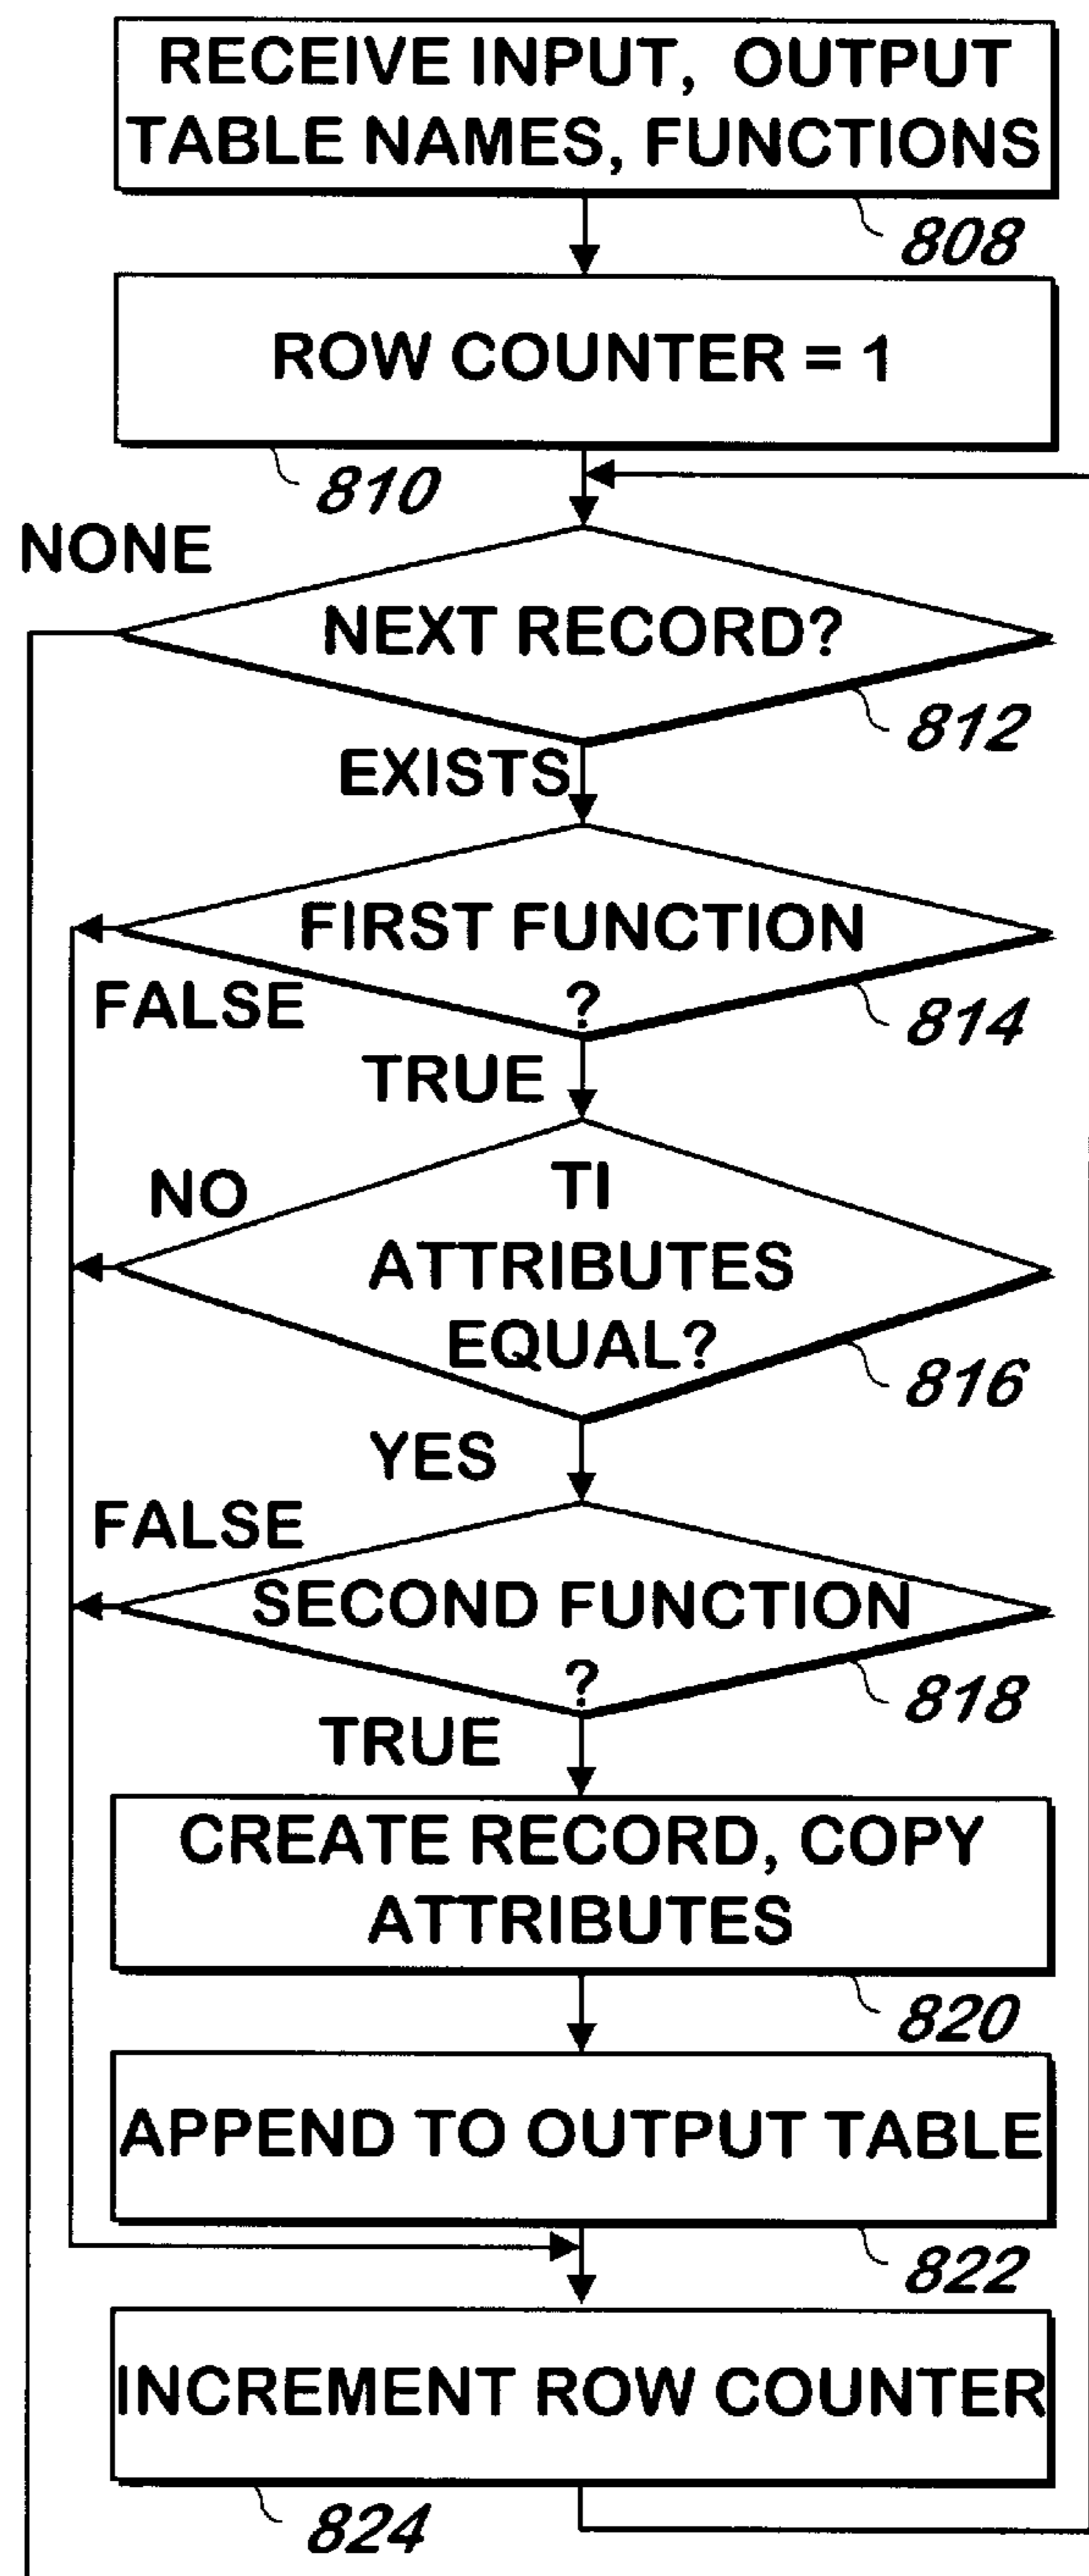 RECEIVE INPUT, OUTPUT
TABLE NAMES, FUNCTIONS
808
ROW COUNTER = 1
810
NONE
NEXT RECORD?
812
EXISTS
FIRST FUNCTION
?
FALSE
814
TRUE
NO
TI
ATTRIBUTES
EQUAL?
816
YES
FALSE
SECOND FUNCTION
?
818
TRUE
CREATE RECORD, COPY
ATTRIBUTES
820
APPEND TO OUTPUT TABLE
822
INCREMENT ROW COUNTER
824